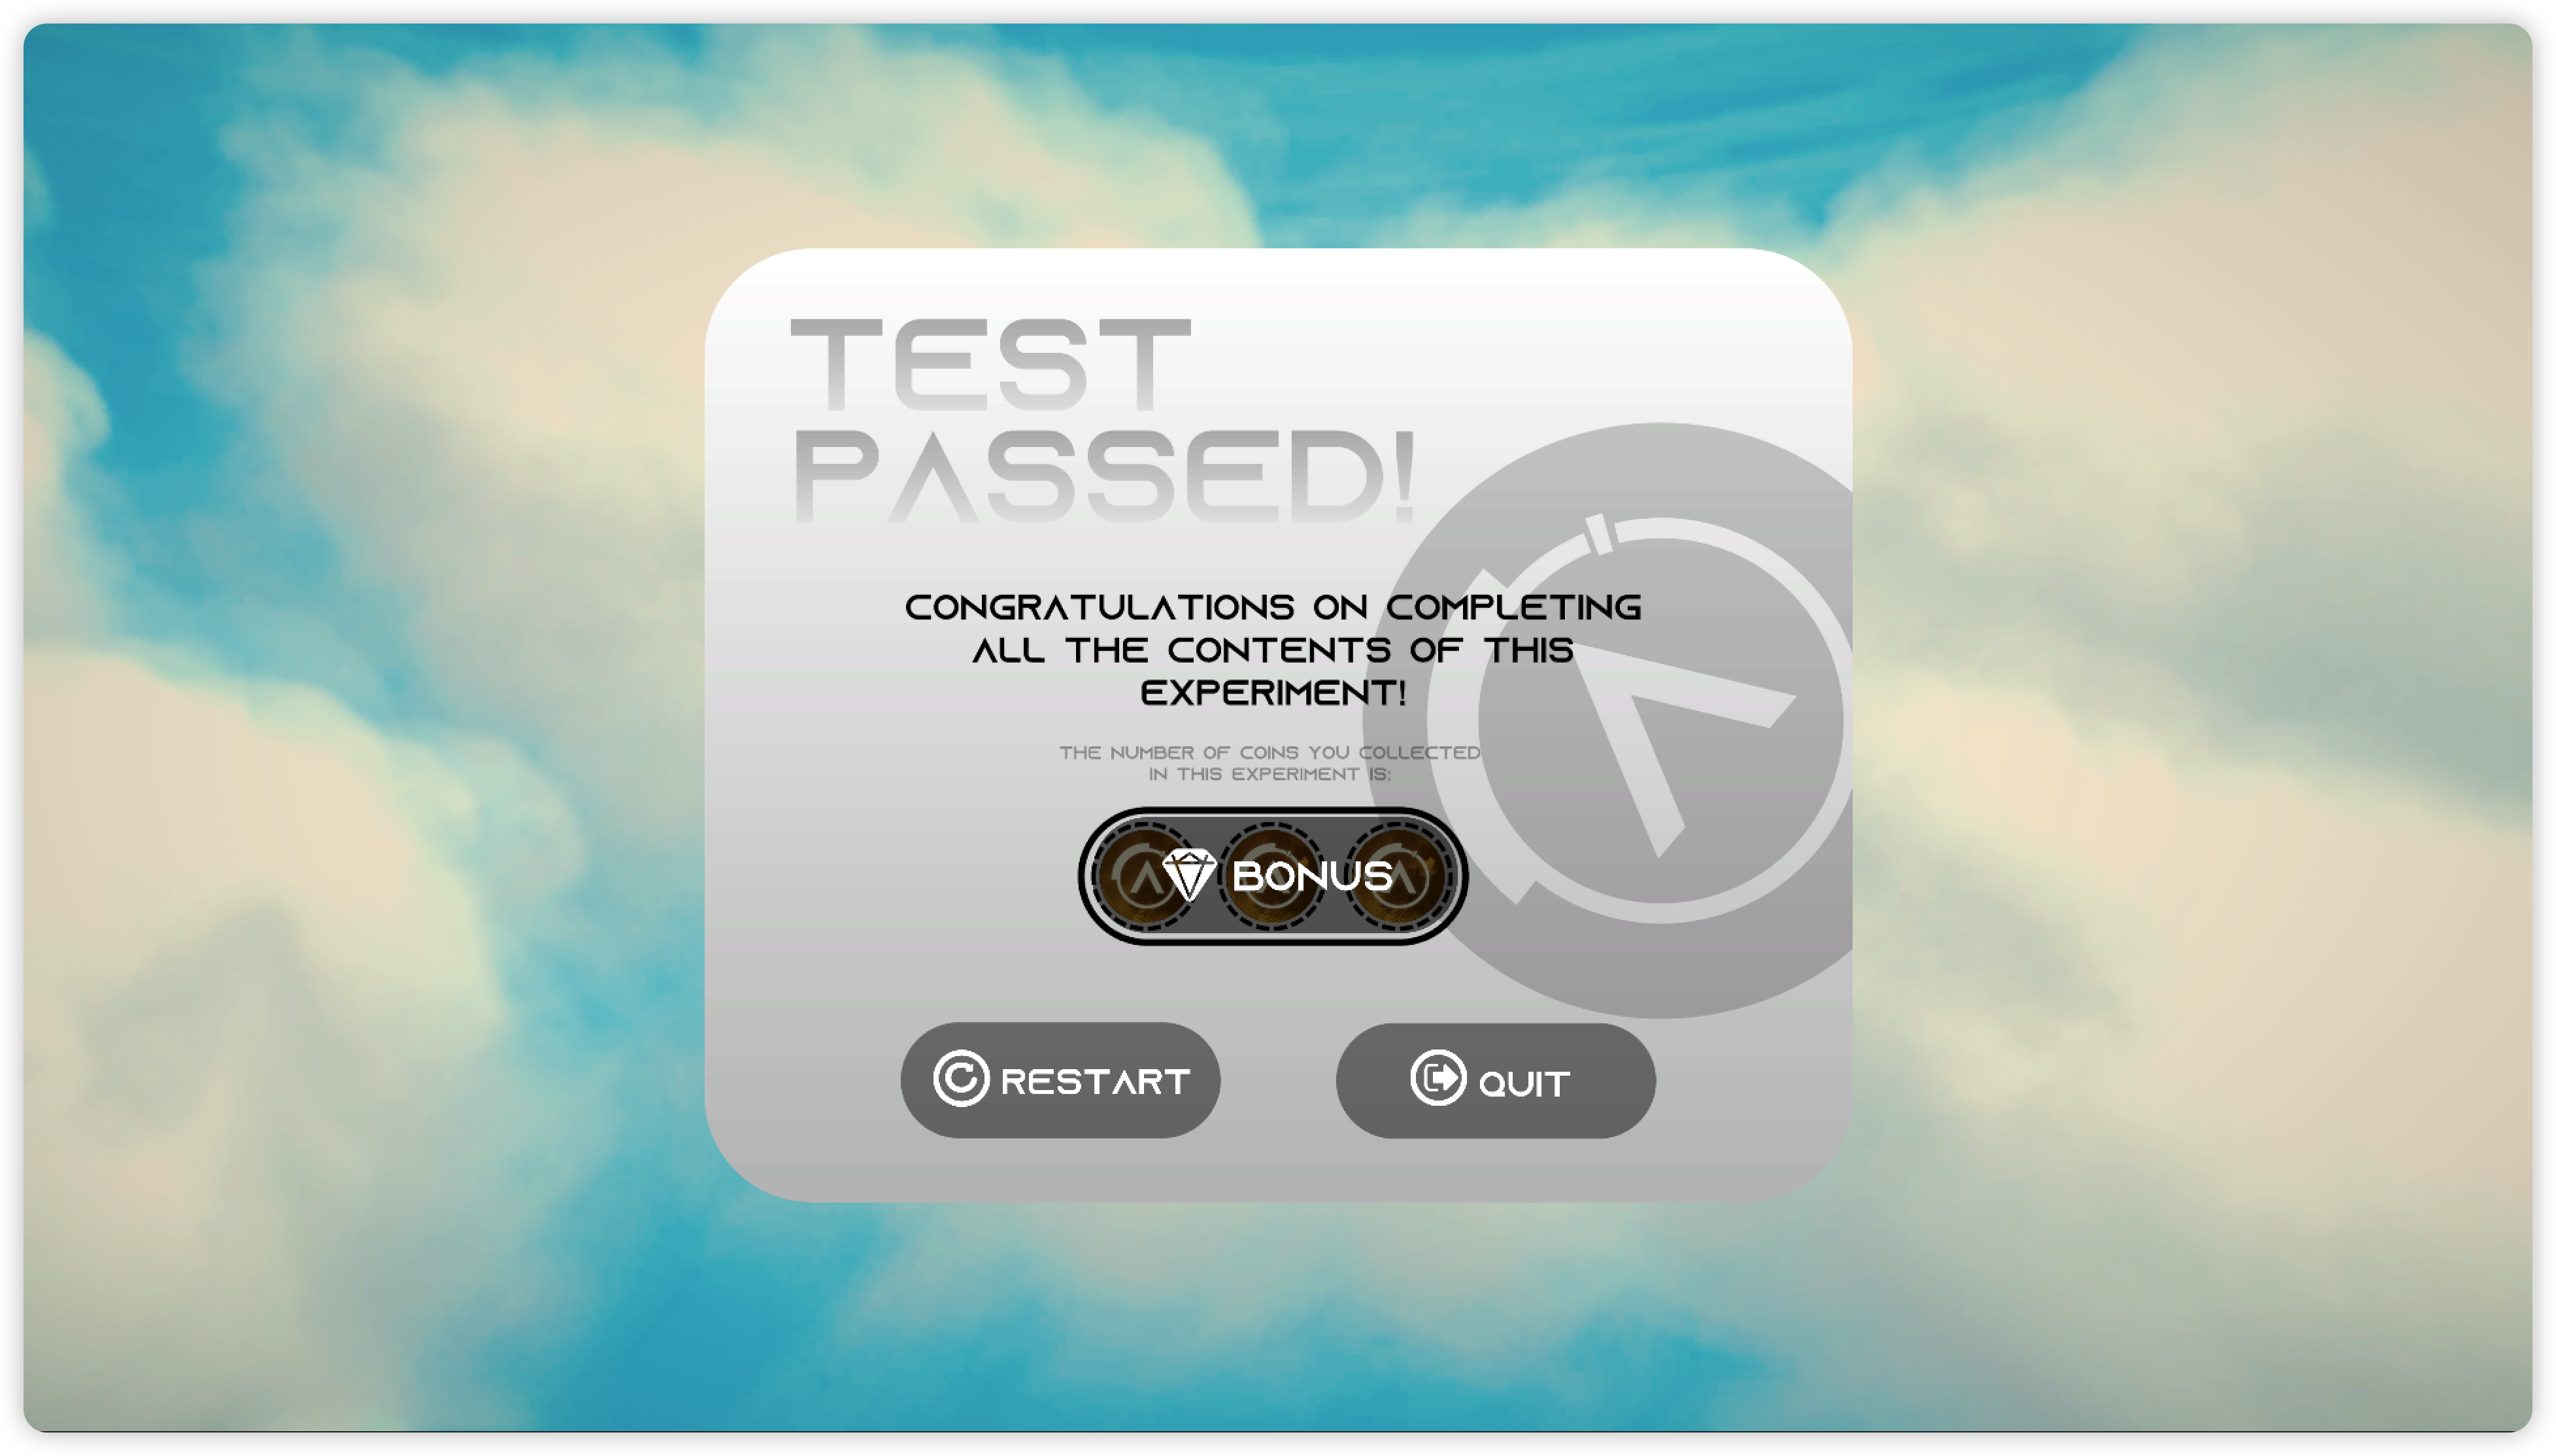 TEST
PASSED!
CONGRATULATIONS ON COMPLETING
ALL THE CONTENTS OF THIS
EXPERIMENT!
THE NUMBER OF COINS YOU COLLECTED
IN THIS EXPERIMENT IS:
BONUS
RESTART
QUIT